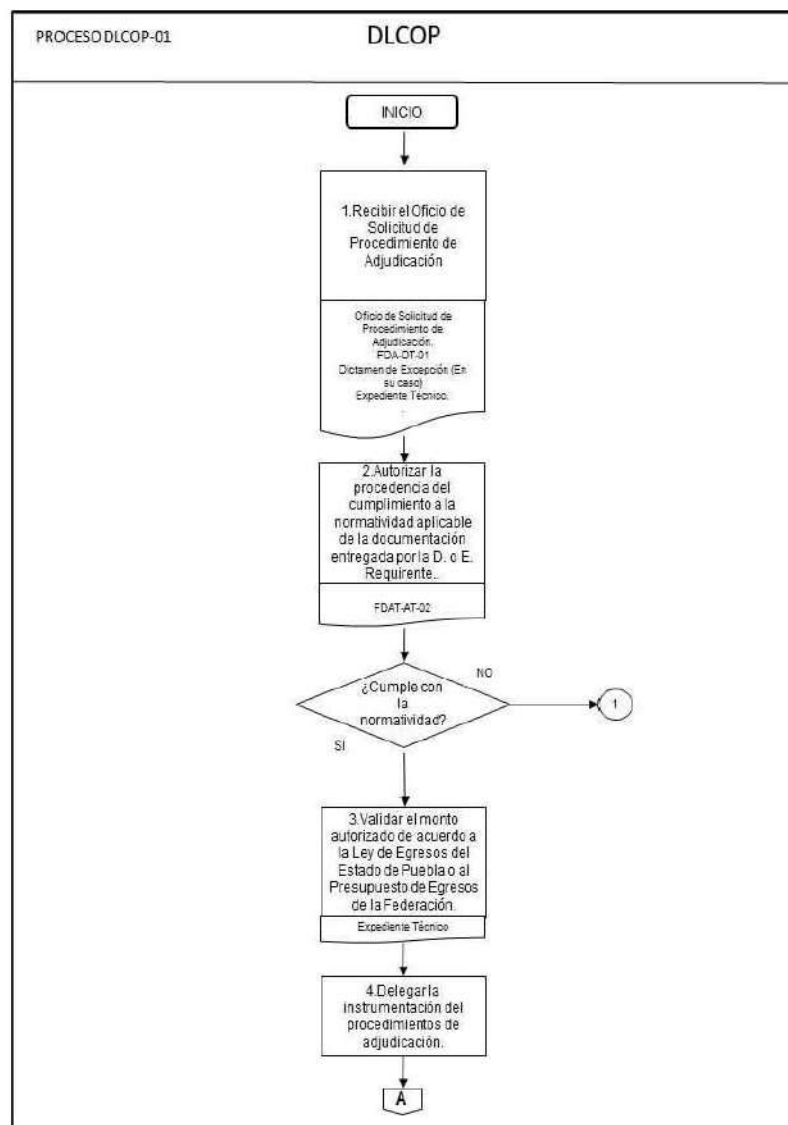 PROCESO DLCOP-01
DLCOP
INICIO
1.Recibir el Oficio de
Solicitud de
Procedimiento de
Adjudicación
Oficio de Solicitud de
Procedimiento de
Adjudicación.
FDA-DT-01
Dictamen de Excepción (En
su caso)
Expediente Técnico.
.
2.Autorizar la
procedencia del
cumplimiento a la
normatividad aplicable
de la documentación
entregada por la D. o E.
Requirente.
FDAT-AT-02
¿Cumple con
la
normatividad?
NO
1
SI
3.Validar el monto
autorizado de acuerdo a
la Ley de Egresos del
Estado de Puebla o al
Presupuesto de Egresos
de la Federación.
Expediente Técnico
4.Delegar la
instrumentación del
procedimientos de
adjudicación.
A